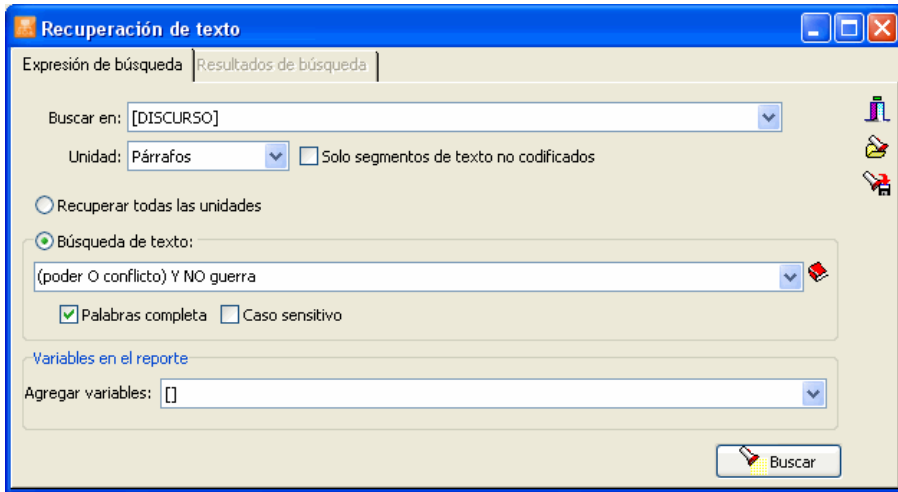 Recuperación de texto
Expresión de búsqueda Resultados de búsqueda
Buscar en: [DISCURSO]
Unidad: Párrafos Solo segmentos de texto no codificados
Recuperar todas las unidades
Búsqueda de texto:
(poder O conflicto) Y NO guerra
Palabras completa Caso sensitivo
Variables en el reporte
Agregar variables: []
Buscar